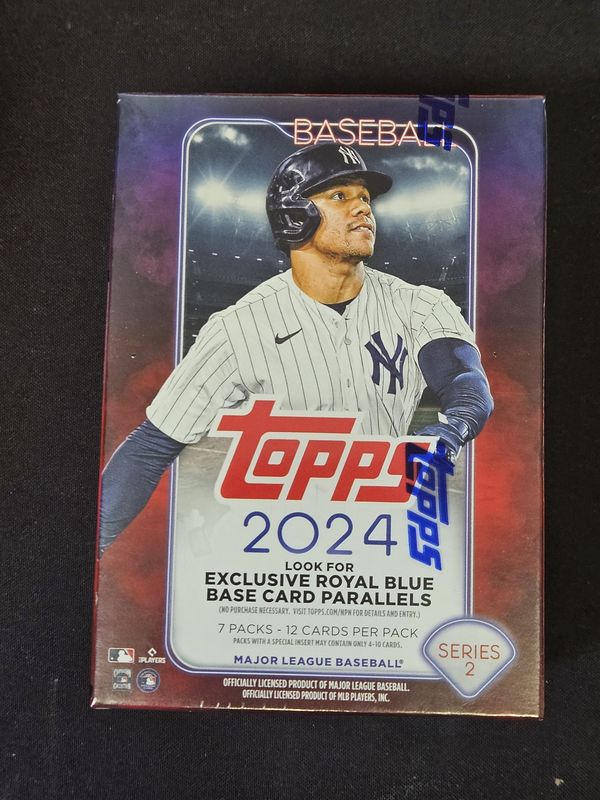 BASEBALL
TOPPS
NY
NY
TOPPS
TOPPS
2024
LOOK FOR
EXCLUSIVE ROYAL BLUE
BASE CARD PARALLELS
(NO PURCHASE NECESSARY. VISIT TOPPS.COM/NPN FOR DETAILS AND ENTRY.)
7 PACKS - 12 CARDS PER PACK
PACKS WITH A SPECIAL INSERT MAY CONTAIN ONLY 4-10 CARDS.
SERIES
2
MAJOR LEAGUE BASEBALL®
PLAYERS
OFFICIALLY LICENSED PRODUCT OF MAJOR LEAGUE BASEBALL.
OFFICIALLY LICENSED PRODUCT OF MLB PLAYERS, INC.